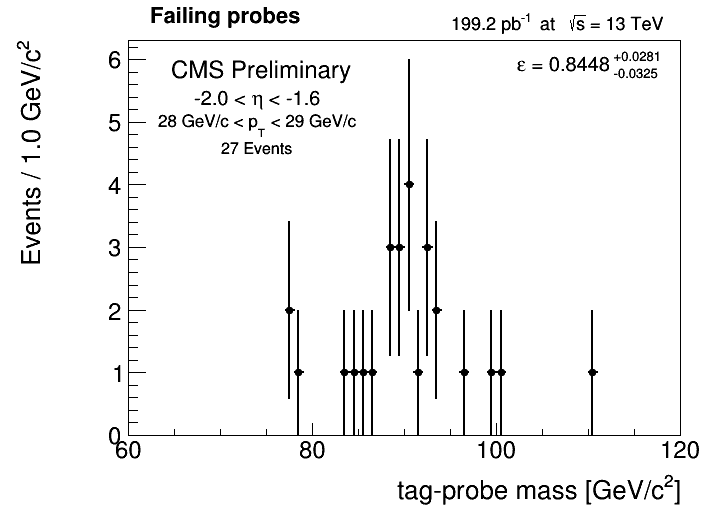 Failing probes
199.2 pb⁻¹ at √s = 13 TeV
CMS Preliminary
-2.0 < η < -1.6
28 GeV/c < p_T < 29 GeV/c
27 Events
ε = 0.8448 +0.0281 -0.0325
Events / 1.0 GeV/c²
6
5
4
3
2
1
0
60 80 100 120
tag-probe mass [GeV/c²]